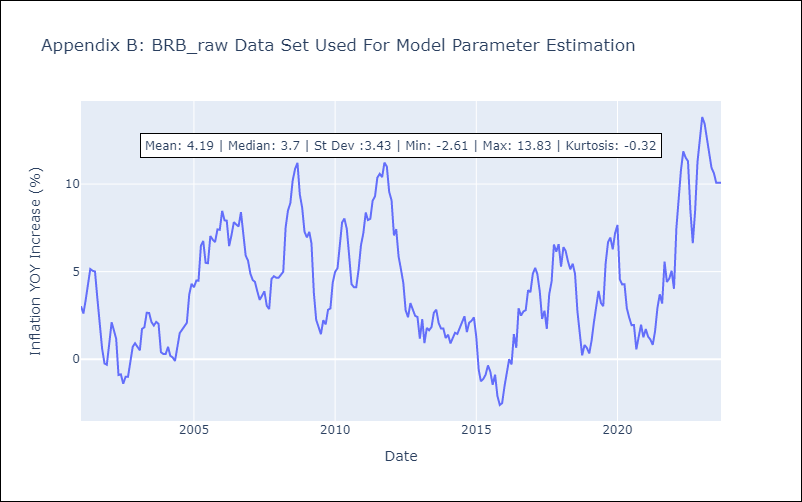 Appendix B: BRB_raw Data Set Used For Model Parameter Estimation
Mean: 4.19 | Median: 3.7 | St Dev :3.43 | Min: -2.61 | Max: 13.83 | Kurtosis: -0.32
Inflation YOY Increase (%)
10
5
0
2005
2010
2015
2020
Date